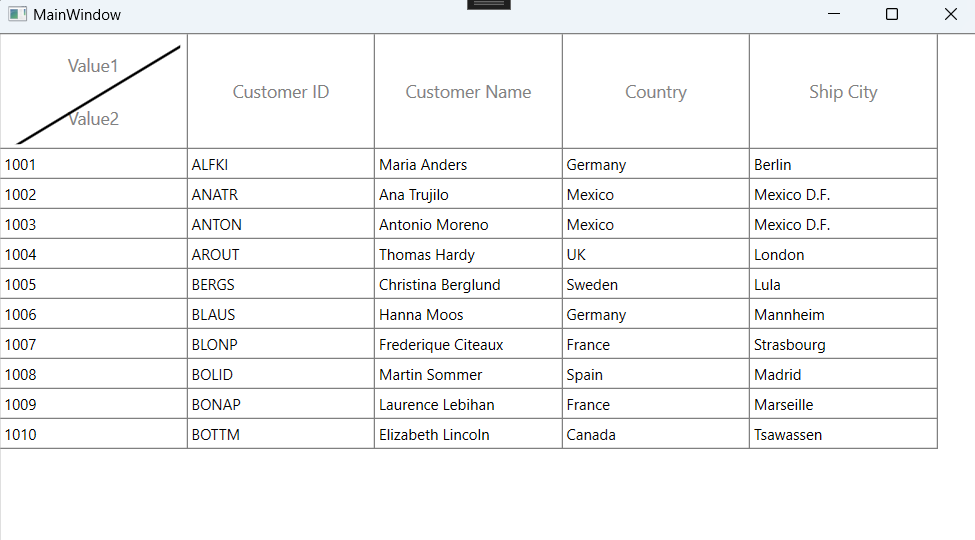 MainWindow
Value1
Value2 Customer ID Customer Name Country Ship City
1001 ALFKI Maria Anders Germany Berlin
1002 ANATR Ana Trujilo Mexico Mexico D.F.
1003 ANTON Antonio Moreno Mexico Mexico D.F.
1004 AROUT Thomas Hardy UK London
1005 BERGS Christina Berglund Sweden Lula
1006 BLAUS Hanna Moos Germany Mannheim
1007 BLONP Frederique Citeaux France Strasbourg
1008 BOLID Martin Sommer Spain Madrid
1009 BONAP Laurence Lebihan France Marseille
1010 BOTTM Elizabeth Lincoln Canada Tsawassen